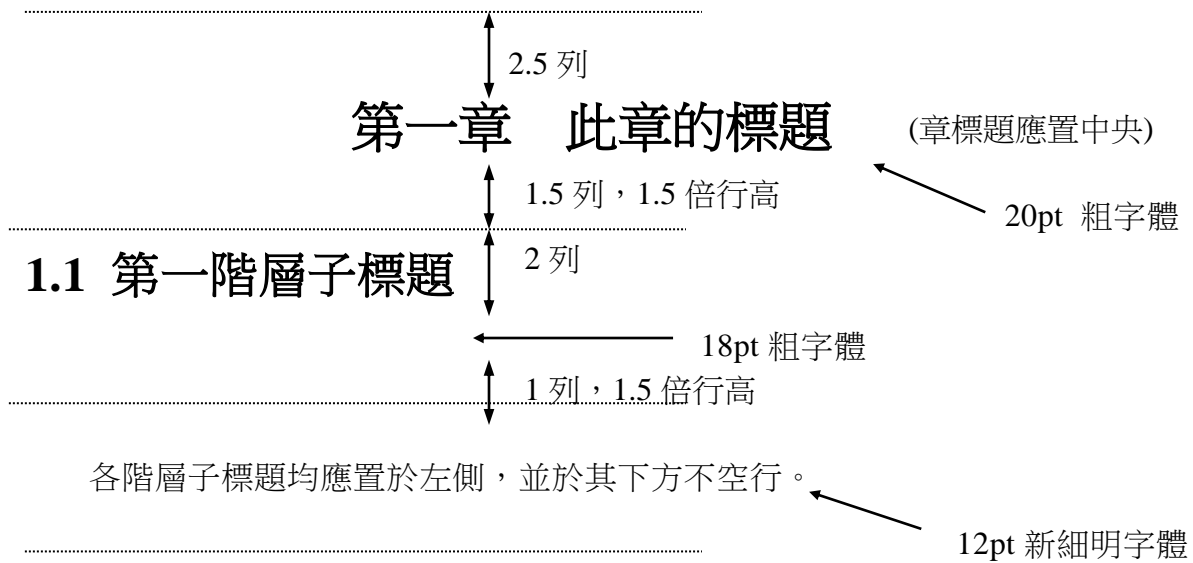 2.5 列
第一章 此章的標題 (章標題應置中央)
1.5 列,1.5 倍行高
20pt 粗字體
1.1 第一階層子標題
2 列
18pt 粗字體
1 列,1.5 倍行高
各階層子標題均應置於左側,並於其下方不空行。
12pt 新細明字體